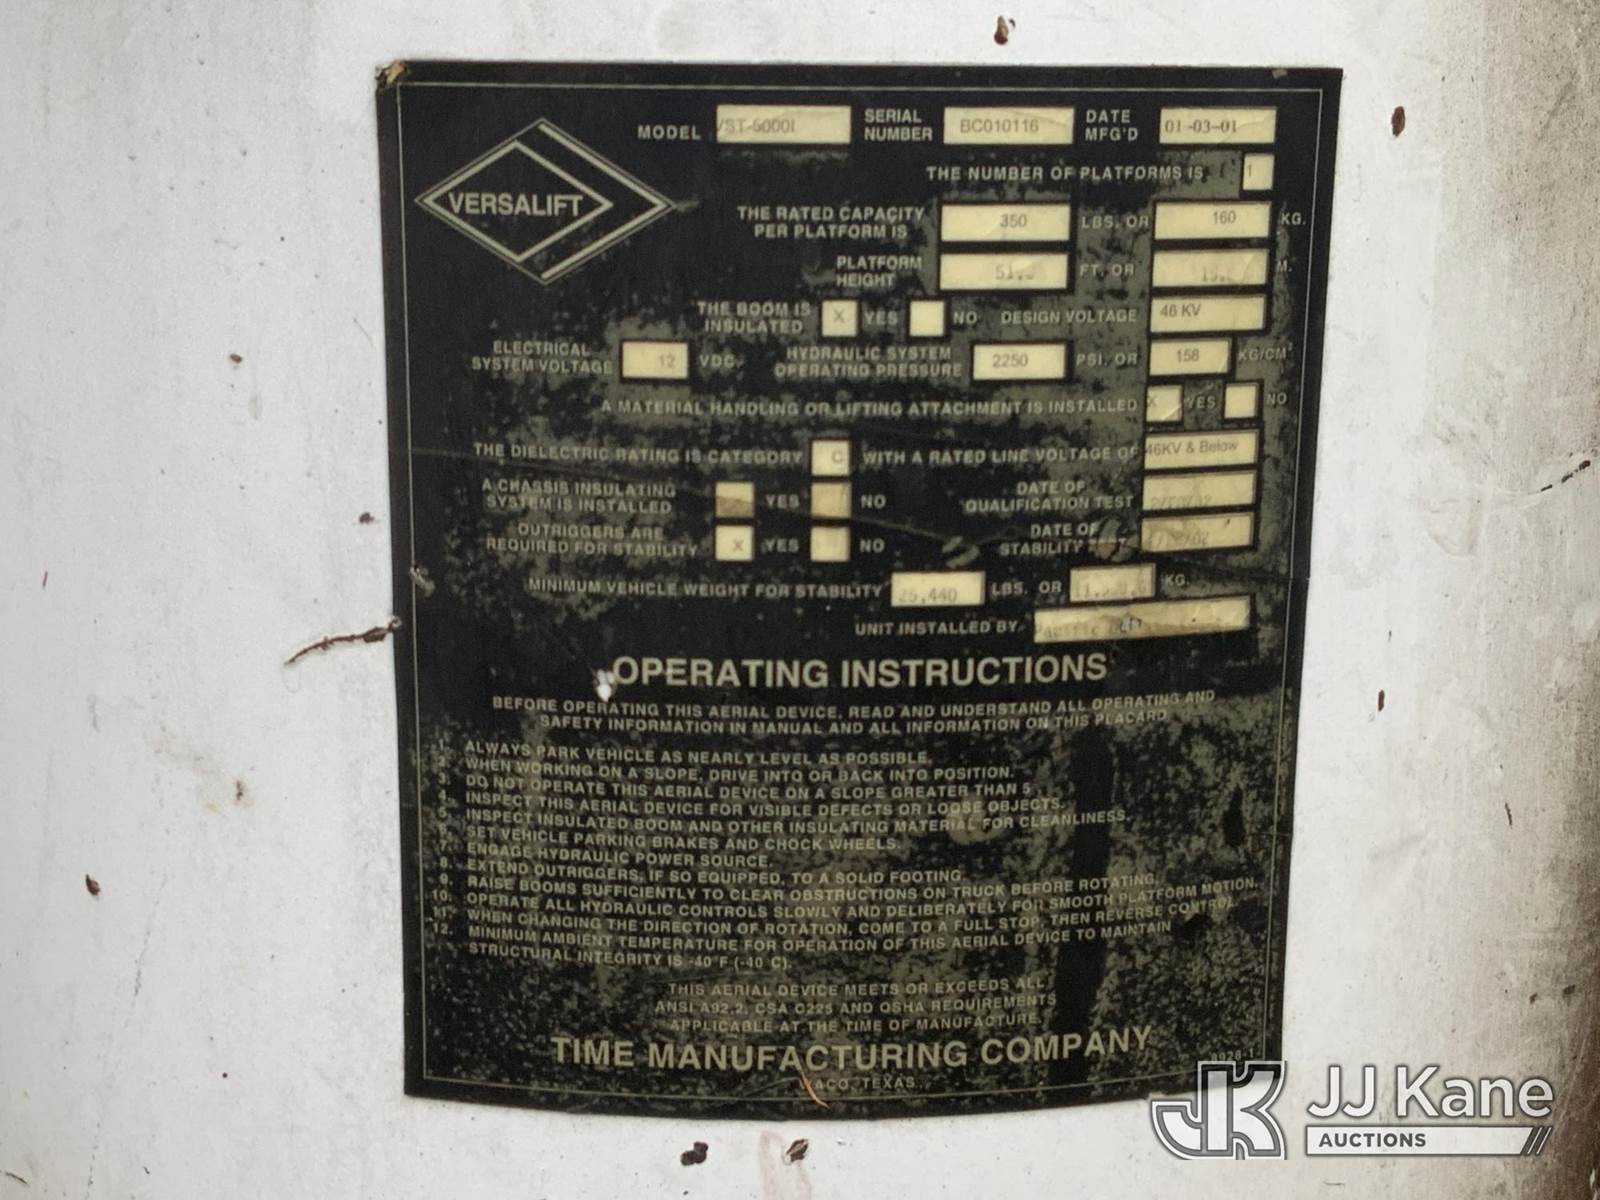 VERSALIFT
MODEL VST-5000I SERIAL NUMBER BC010116 DATE MFG'D 01-03-01
THE NUMBER OF PLATFORMS IS 1
THE RATED CAPACITY PER PLATFORM IS 350 LBS. OR 160 KG.
PLATFORM HEIGHT FT. OR M.
THE BOOM IS INSULATED X YES NO DESIGN VOLTAGE 46 KV
ELECTRICAL SYSTEM VOLTAGE 12 VDC HYDRAULIC SYSTEM OPERATING PRESSURE 2250 PSI, OR 158 KG/CM²
A MATERIAL HANDLING OR LIFTING ATTACHMENT IS INSTALLED X YES NO
THE DIELECTRIC RATING IS CATEGORY C WITH A RATED LINE VOLTAGE OF 46KV & Below
A CHASSIS INSULATING SYSTEM IS INSTALLED YES NO DATE OF QUALIFICATION TEST
OUTRIGGERS ARE REQUIRED FOR STABILITY X YES NO DATE OF STABILITY TEST
MINIMUM VEHICLE WEIGHT FOR STABILITY 25,440 LBS. OR KG.
UNIT INSTALLED BY
OPERATING INSTRUCTIONS
BEFORE OPERATING THIS AERIAL DEVICE, READ AND UNDERSTAND ALL OPERATING AND
SAFETY INFORMATION IN MANUAL AND ALL INFORMATION ON THIS PLACARD
1. ALWAYS PARK VEHICLE AS NEARLY LEVEL AS POSSIBLE.
2. WHEN WORKING ON A SLOPE, DRIVE INTO OR BACK INTO POSITION.
3. DO NOT OPERATE THIS AERIAL DEVICE ON A SLOPE GREATER THAN 5
4. INSPECT THIS AERIAL DEVICE FOR VISIBLE DEFECTS OR LOOSE OBJECTS.
5. INSPECT INSULATED BOOM AND OTHER INSULATING MATERIAL FOR CLEANLINESS.
6. SET VEHICLE PARKING BRAKES AND CHOCK WHEELS.
7. ENGAGE HYDRAULIC POWER SOURCE.
8. EXTEND OUTRIGGERS, IF SO EQUIPPED, TO A SOLID FOOTING.
9. RAISE BOOMS SUFFICIENTLY TO CLEAR OBSTRUCTIONS ON TRUCK BEFORE ROTATING.
10. OPERATE ALL HYDRAULIC CONTROLS SLOWLY AND DELIBERATELY FOR SMOOTH PLATFORM MOTION.
11. WHEN CHANGING THE DIRECTION OF ROTATION, COME TO A FULL STOP, THEN REVERSE CONTROL
12. MINIMUM AMBIENT TEMPERATURE FOR OPERATION OF THIS AERIAL DEVICE TO MAINTAIN
STRUCTURAL INTEGRITY IS -40°F (-40 C).
THIS AERIAL DEVICE MEETS OR EXCEEDS ALL
ANSI A92.2, CSA C225 AND OSHA REQUIREMENTS
APPLICABLE AT THE TIME OF MANUFACTURE.
TIME MANUFACTURING COMPANY
WACO, TEXAS
JK JJ Kane
AUCTIONS